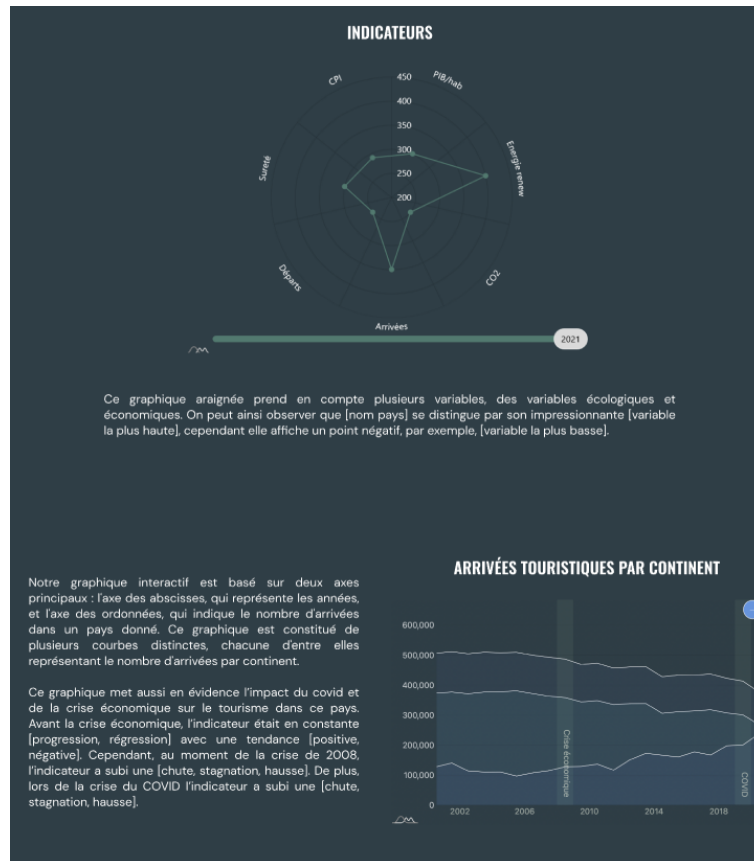 INDICATEURS
450
400
350
300
250
200
CPI
PIB/hab
Sureté
Energie renew
Départs
CO2
Arrivées
2021
Ce graphique araignée prend en compte plusieurs variables, des variables écologiques et
économiques. On peut ainsi observer que [nom pays] se distingue par son impressionnante [variable
la plus haute], cependant elle affiche un point négatif, par exemple, [variable la plus basse].
Notre graphique interactif est basé sur deux axes
principaux : l'axe des abscisses, qui représente les années,
et l'axe des ordonnées, qui indique le nombre d'arrivées
dans un pays donné. Ce graphique est constitué de
plusieurs courbes distinctes, chacune d'entre elles
représentant le nombre d'arrivées par continent.
Ce graphique met aussi en évidence l'impact du covid et
de la crise économique sur le tourisme dans ce pays.
Avant la crise économique, l'indicateur était en constante
[progression, régression] avec une tendance [positive,
négative]. Cependant, au moment de la crise de 2008,
l'indicateur a subi une [chute, stagnation, hausse]. De plus,
lors de la crise du COVID l'indicateur a subi une [chute,
stagnation, hausse].
ARRIVÉES TOURISTIQUES PAR CONTINENT
600,000
500,000
400,000
300,000
200,000
100,000
0
Crise économique
COVID
2002
2006
2010
2014
2018